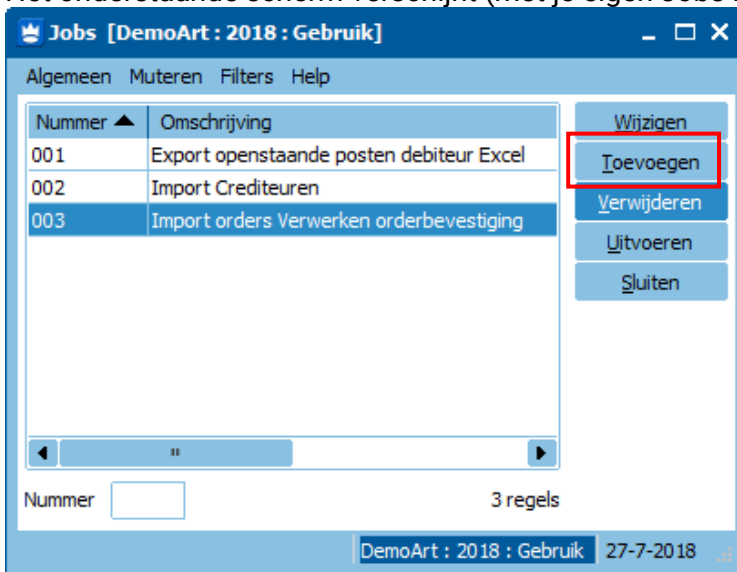 Jobs [DemoArt : 2018 : Gebruik]
Algemeen Muteren Filters Help
Nummer Omschrijving
001 Export openstaande posten debiteur Excel
002 Import Crediteuren
003 Import orders Verwerken orderbevestiging
Wijzigen
Toevoegen
Verwijderen
Uitvoeren
Sluiten
Nummer 3 regels
DemoArt : 2018 : Gebruik 27-7-2018